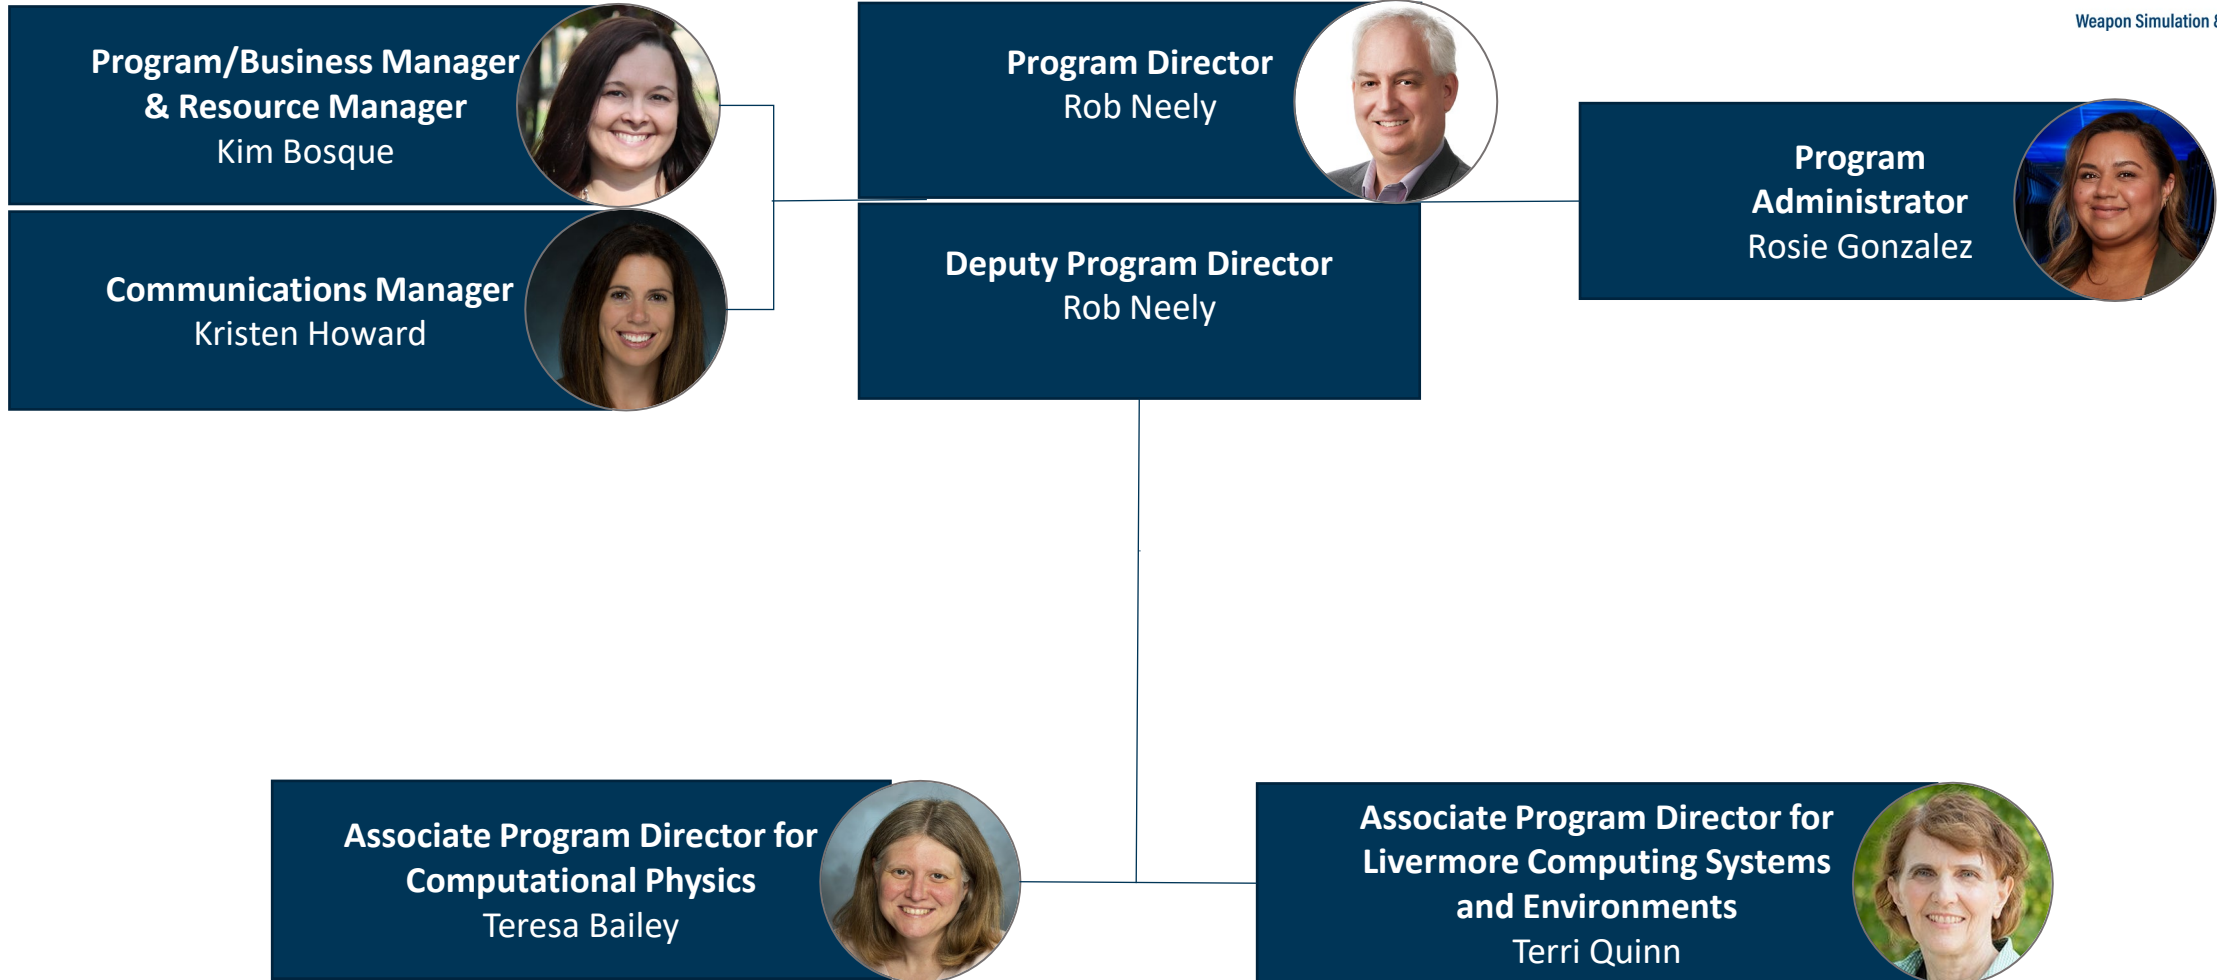 Weapon Simulation &
Program/Business Manager
& Resource Manager
Kim Bosque
Program Director
Rob Neely
Program
Administrator
Rosie Gonzalez
Communications Manager
Kristen Howard
Deputy Program Director
Rob Neely
Associate Program Director for
Computational Physics
Teresa Bailey
Associate Program Director for
Livermore Computing Systems
and Environments
Terri Quinn